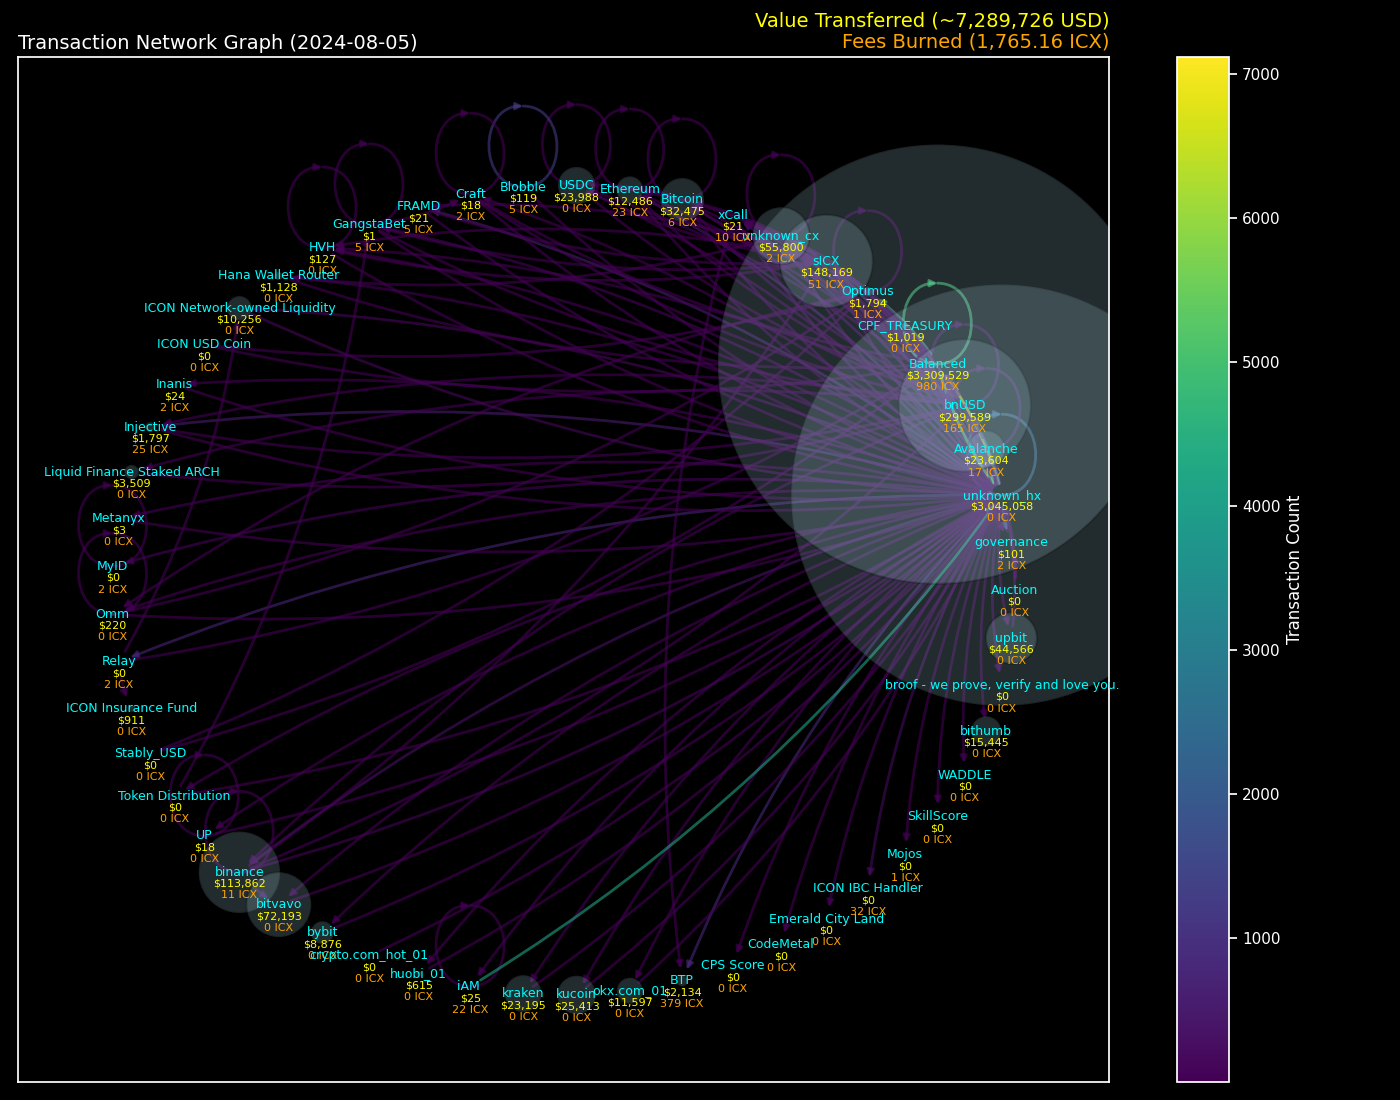 Value Transferred (~7,289,726 USD)
Transaction Network Graph (2024-08-05)
Fees Burned (1,765.16 ICX)
Craft
$18
2 ICX
Blobble
$119
5 ICX
USDC
$23,988
0 ICX
Ethereum
$12,486
23 ICX
Bitcoin
$32,475
6 ICX
FRAMD
$21
5 ICX
xCall
$21
10 ICX
GangstaBet
$1
5 ICX
unknown_cx
$55,800
2 ICX
HVH
$127
0 ICX
sICX
$148,169
51 ICX
Hana Wallet Router
$1,128
0 ICX
Optimus
$1,794
1 ICX
ICON Network-owned Liquidity
$10,256
0 ICX
CPF_TREASURY
$1,019
0 ICX
ICON USD Coin
$0
0 ICX
Balanced
$3,309,529
980 ICX
Inanis
$24
2 ICX
bnUSD
$299,589
165 ICX
Injective
$1,797
25 ICX
Avalanche
$23,604
17 ICX
Liquid Finance Staked ARCH
$3,509
0 ICX
unknown_hx
$3,045,058
0 ICX
Metanyx
$3
0 ICX
governance
$101
2 ICX
MyID
$0
2 ICX
Auction
$0
0 ICX
Omm
$220
0 ICX
upbit
$44,566
0 ICX
Relay
$0
2 ICX
broof - we prove, verify and love you.
$0
0 ICX
ICON Insurance Fund
$911
0 ICX
bithumb
$15,445
0 ICX
Stably_USD
$0
0 ICX
WADDLE
$0
0 ICX
Token Distribution
$0
0 ICX
SkillScore
$0
0 ICX
UP
$18
0 ICX
Mojos
$0
1 ICX
binance
$113,862
11 ICX
ICON IBC Handler
$0
32 ICX
bitvavo
$72,193
0 ICX
Emerald City Land
$0
0 ICX
bybit
$8,876
0 ICX
CodeMetal
$0
0 ICX
crypto.com_hot_01
$0
0 ICX
CPS Score
$0
0 ICX
huobi_01
$615
0 ICX
BTP
$2,134
379 ICX
iAM
$25
22 ICX
kraken
$23,195
0 ICX
kucoin
$25,413
0 ICX
okx.com_01
$11,597
0 ICX
7000
6000
5000
4000
3000
2000
1000
Transaction Count